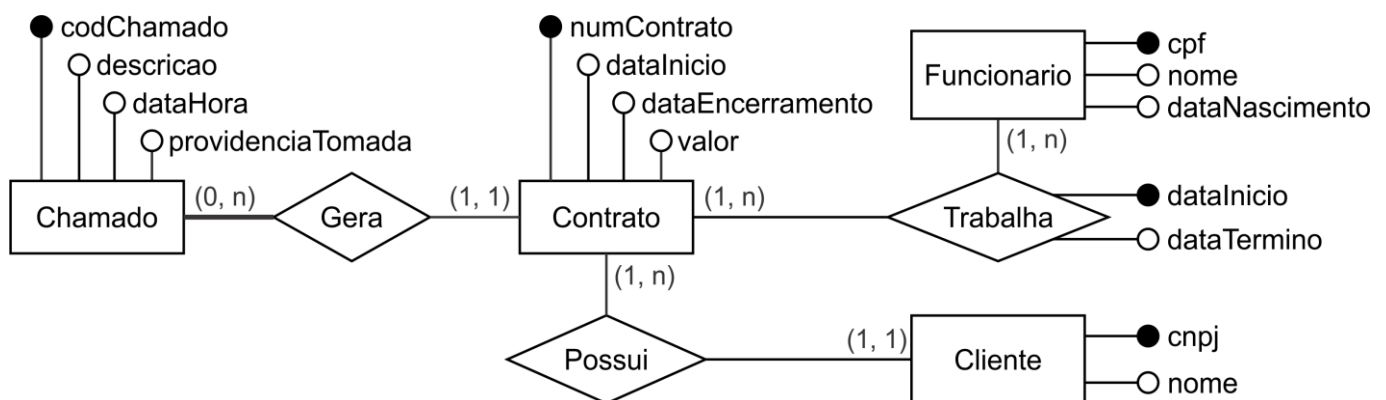 codChamado
descricao
dataHora
providenciaTomada
Chamado
(0, n)
Gera
(1, 1)
numContrato
dataInicio
dataEncerramento
valor
Contrato
(1, n)
Funcionario
cpf
nome
dataNascimento
(1, n)
Trabalha
dataInicio
dataTermino
(1, n)
Possui
(1, 1)
Cliente
cnpj
nome